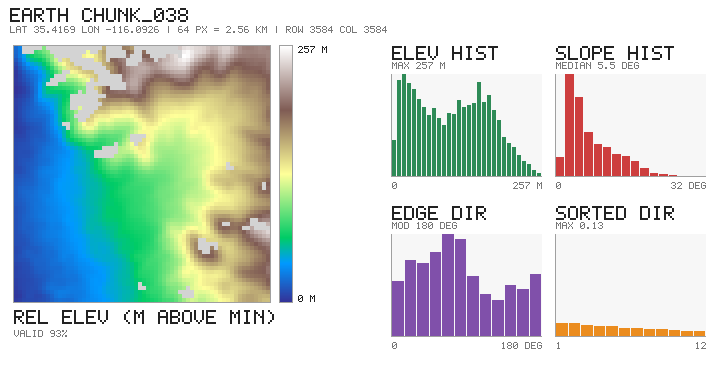 EARTH CHUNK_038
LAT 35.4169 LON -116.0926 | 64 PX = 2.56 KM | ROW 3584 COL 3584
257 M
0 M
REL ELEV (M ABOVE MIN)
VALID 93%
ELEV HIST
MAX 257 M
0 257 M
SLOPE HIST
MEDIAN 5.5 DEG
0 32 DEG
EDGE DIR
MOD 180 DEG
0 180 DEG
SORTED DIR
MAX 0.13
1 12